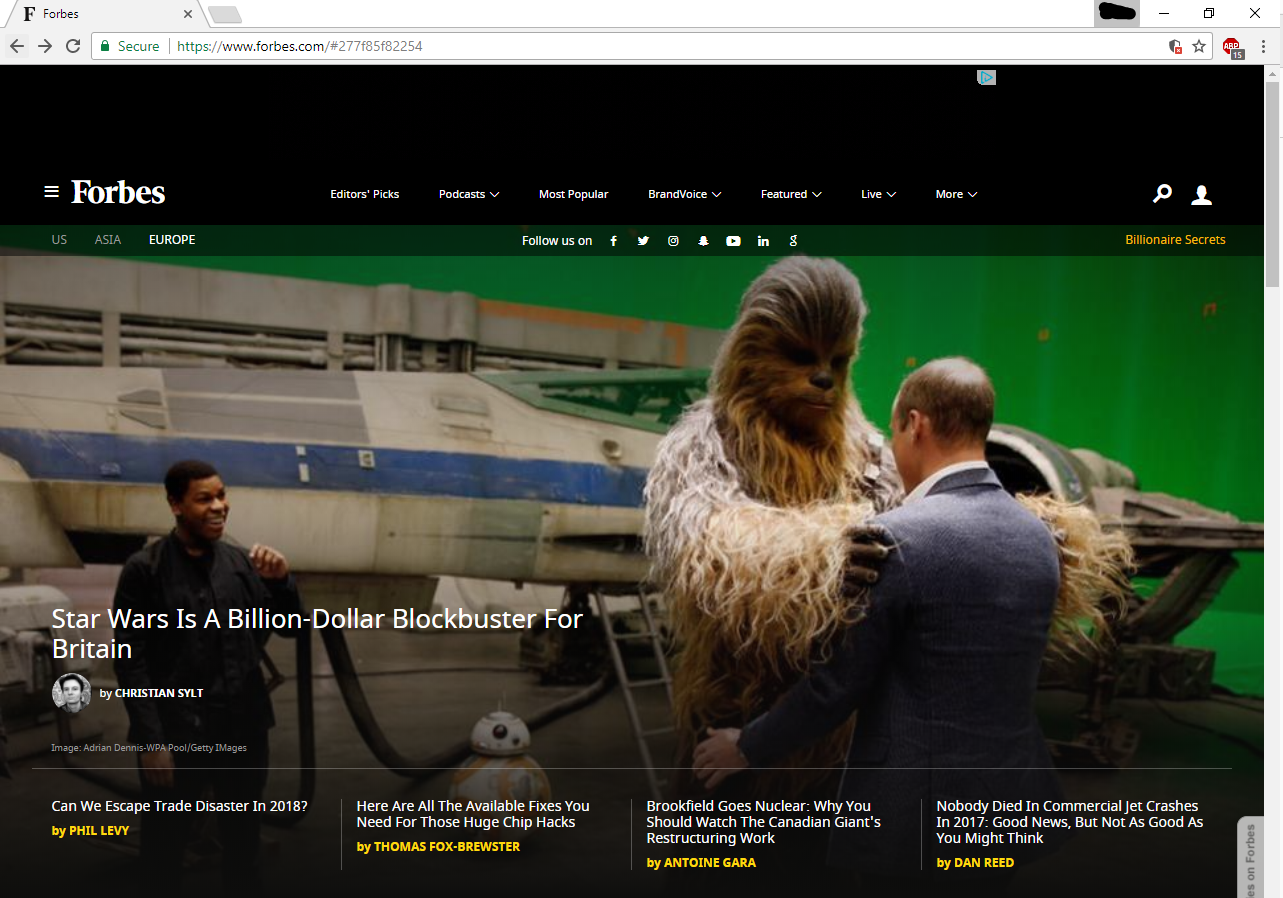 Forbes
Secure
https://www.forbes.com/#277f85f82254
ABP
15
Forbes
Editors' Picks
Podcasts
Most Popular
BrandVoice
Featured
Live
More
US
ASIA
EUROPE
Follow us on
Billionaire Secrets
Star Wars Is A Billion-Dollar Blockbuster For
Britain
by CHRISTIAN SYLT
Image: Adrian Dennis-WPA Pool/Getty IMages
Can We Escape Trade Disaster In 2018?
by PHIL LEVY
Here Are All The Available Fixes You
Need For Those Huge Chip Hacks
by THOMAS FOX-BREWSTER
Brookfield Goes Nuclear: Why You
Should Watch The Canadian Giant's
Restructuring Work
by ANTOINE GARA
Nobody Died In Commercial Jet Crashes
In 2017: Good News, But Not As Good As
You Might Think
by DAN REED
es on Forbes